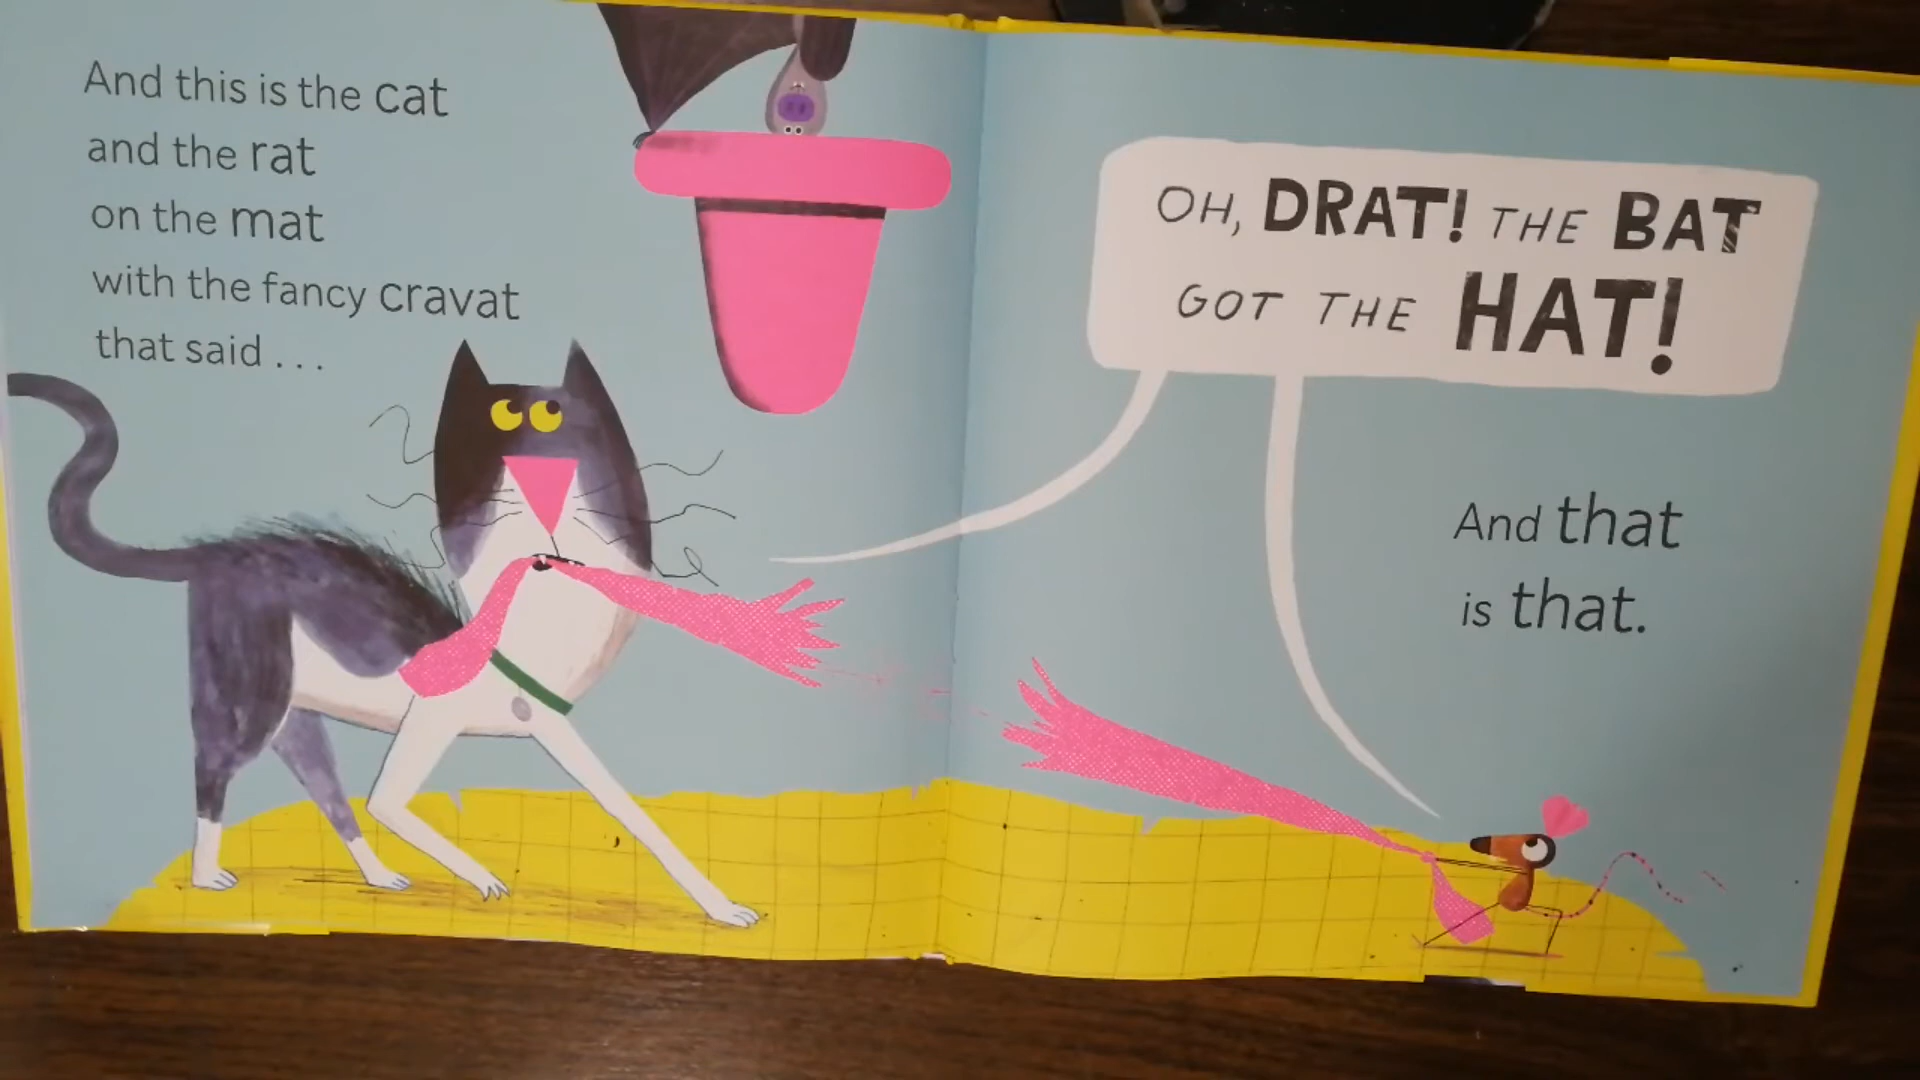 And this is the cat
and the rat
on the mat
with the fancy cravat
that said . . .
OH, DRAT! THE BAT
GOT THE HAT!
And that
is that.